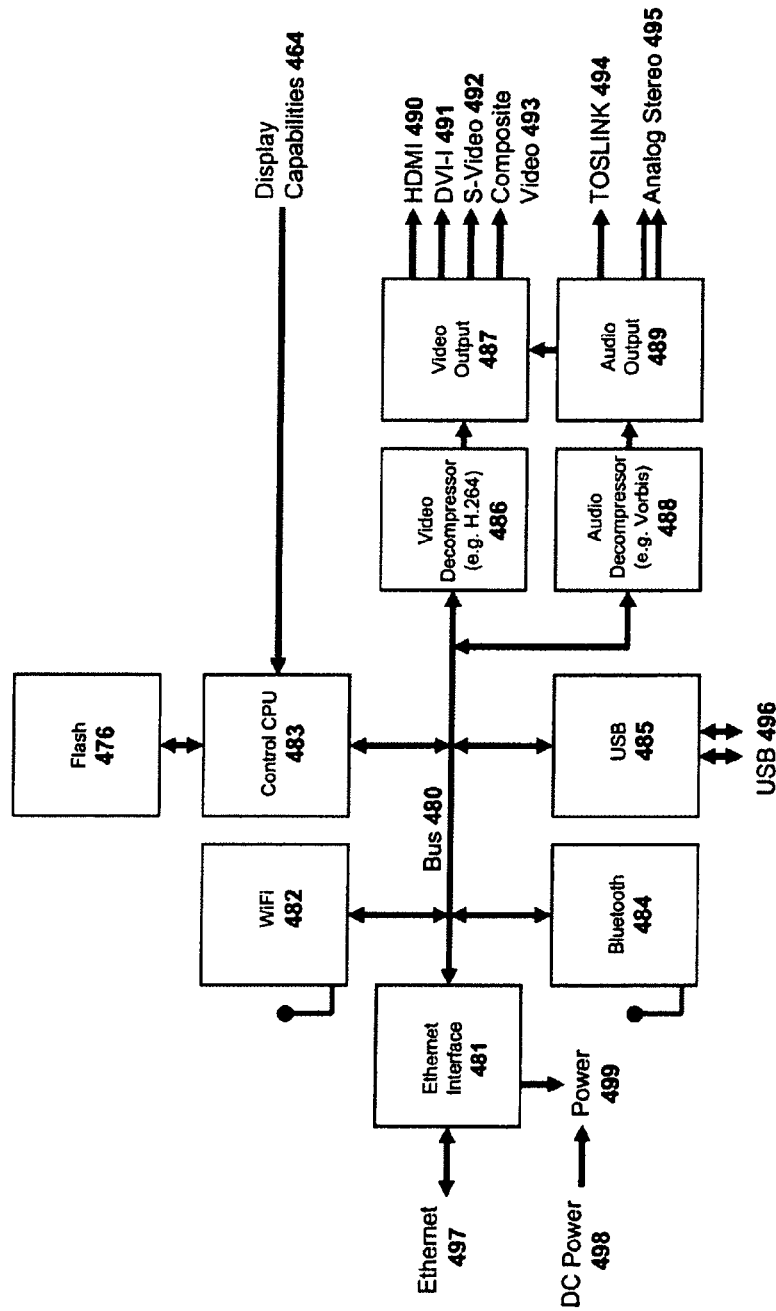 Flash
476
Display
Capabilities 464
WiFi
482
Control CPU
483
Ethernet
497
Ethernet
Interface
481
Bus 480
Video
Decompressor
(e.g. H.264)
486
Video
Output
487
HDMI 490
DVI-I 491
S-Video 492
Composite
Video 493
DC Power
498
Power
499
Bluetooth
484
USB
485
Audio
Decompressor
(e.g. Vorbis)
488
Audio
Output
489
TOSLINK 494
Analog Stereo 495
USB 496